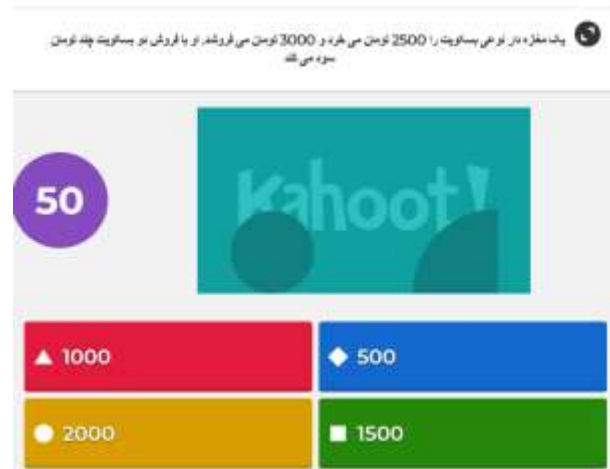 یک مغازه دار نوعی بیسکویت را 2500 تومان می خرد و 3000 تومان می فروشد. او با فروش دو بیسکویت چند تومان
سود می کند
50
Kahoot!
1000
500
2000
1500